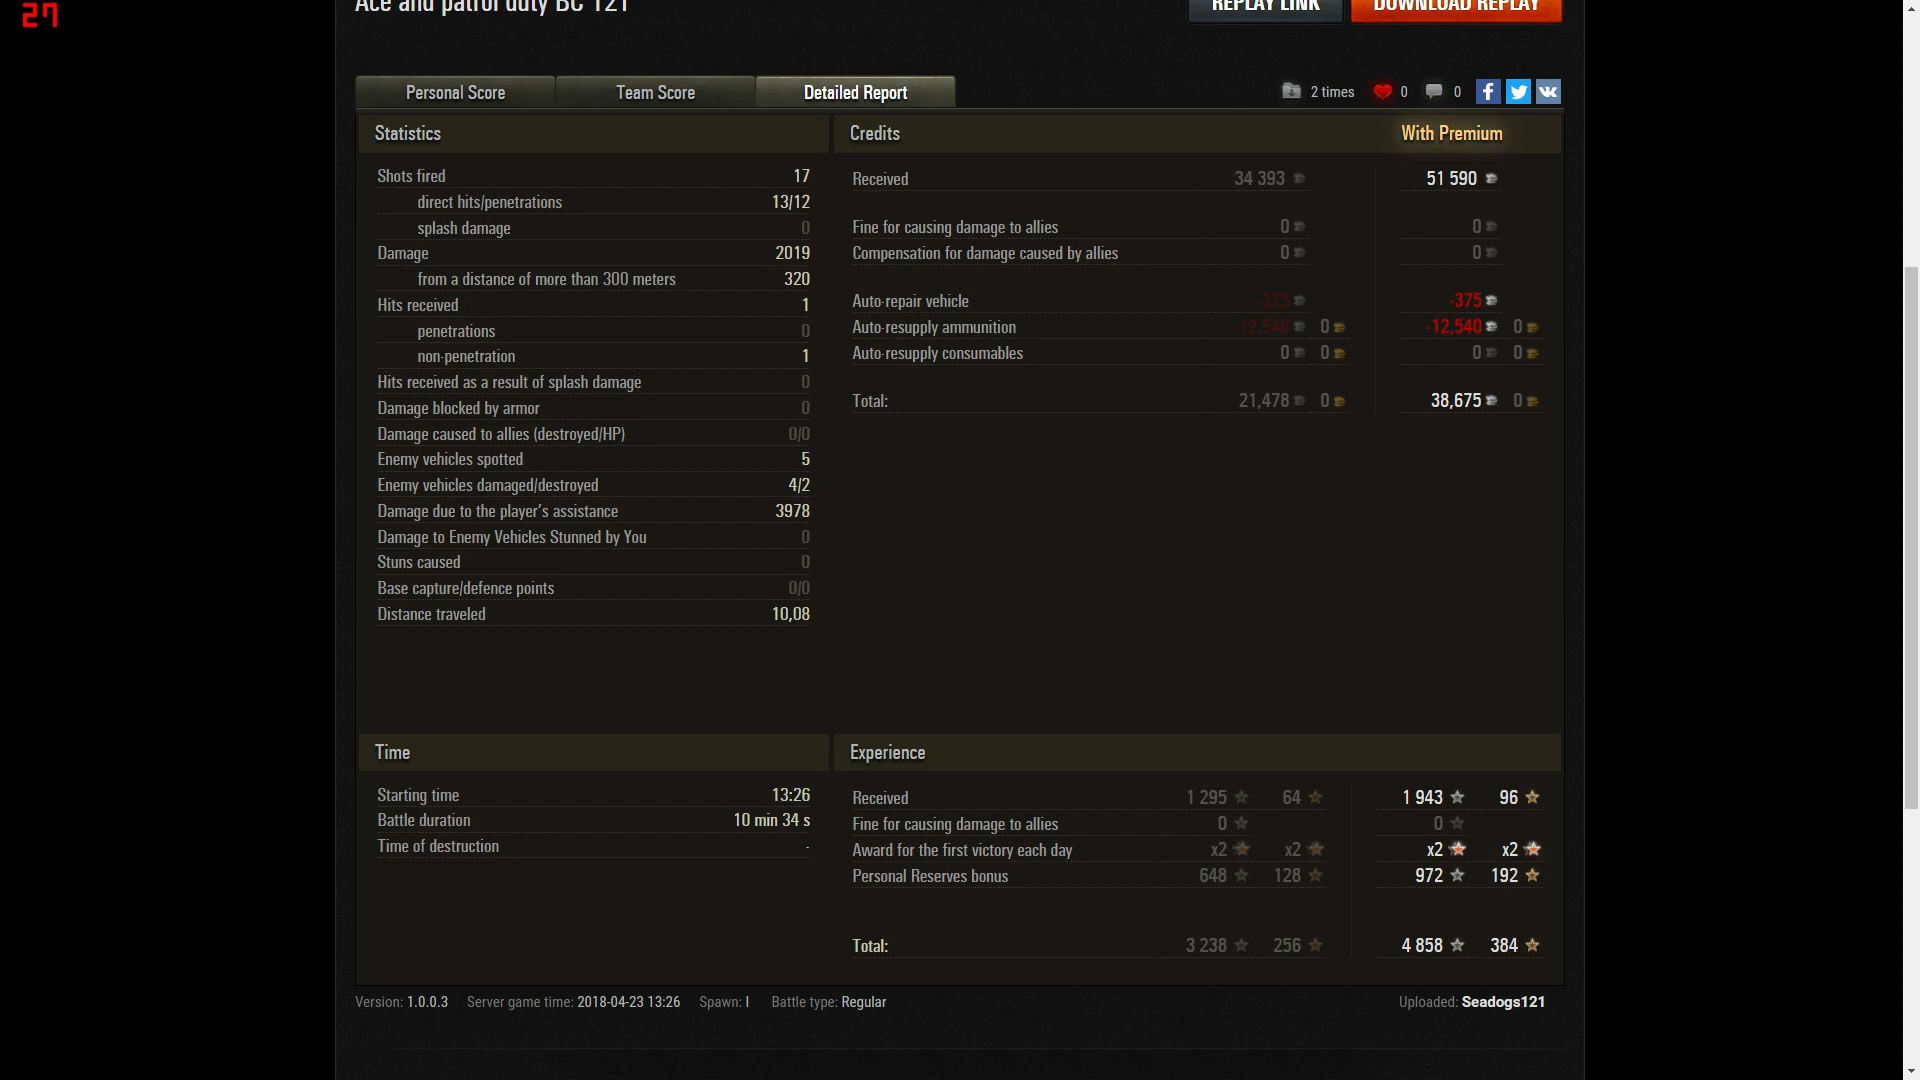 27
Ace and patrol duty BC 121
REPLAY LINK
DOWNLOAD REPLAY
Personal Score
Team Score
Detailed Report
2 times
0
0
Statistics
Shots fired 17
direct hits/penetrations 13/12
splash damage 0
Damage 2019
from a distance of more than 300 meters 320
Hits received 1
penetrations 0
non-penetration 1
Hits received as a result of splash damage 0
Damage blocked by armor 0
Damage caused to allies (destroyed/HP) 0/0
Enemy vehicles spotted 5
Enemy vehicles damaged/destroyed 4/2
Damage due to the player's assistance 3978
Damage to Enemy Vehicles Stunned by You 0
Stuns caused 0
Base capture/defence points 0/0
Distance traveled 10,08
Credits With Premium
Received 34 393 51 590
Fine for causing damage to allies 0 0
Compensation for damage caused by allies 0 0
Auto-repair vehicle -375 -375
Auto-resupply ammunition -12,540 0 -12,540 0
Auto-resupply consumables 0 0 0 0
Total: 21,478 0 38,675 0
Time
Starting time 13:26
Battle duration 10 min 34 s
Time of destruction -
Experience
Received 1 295 64 1 943 96
Fine for causing damage to allies 0 0
Award for the first victory each day x2 x2 x2 x2
Personal Reserves bonus 648 128 972 192
Total: 3 238 256 4 858 384
Version: 1.0.0.3 Server game time: 2018-04-23 13:26 Spawn: I Battle type: Regular
Uploaded: Seadogs121